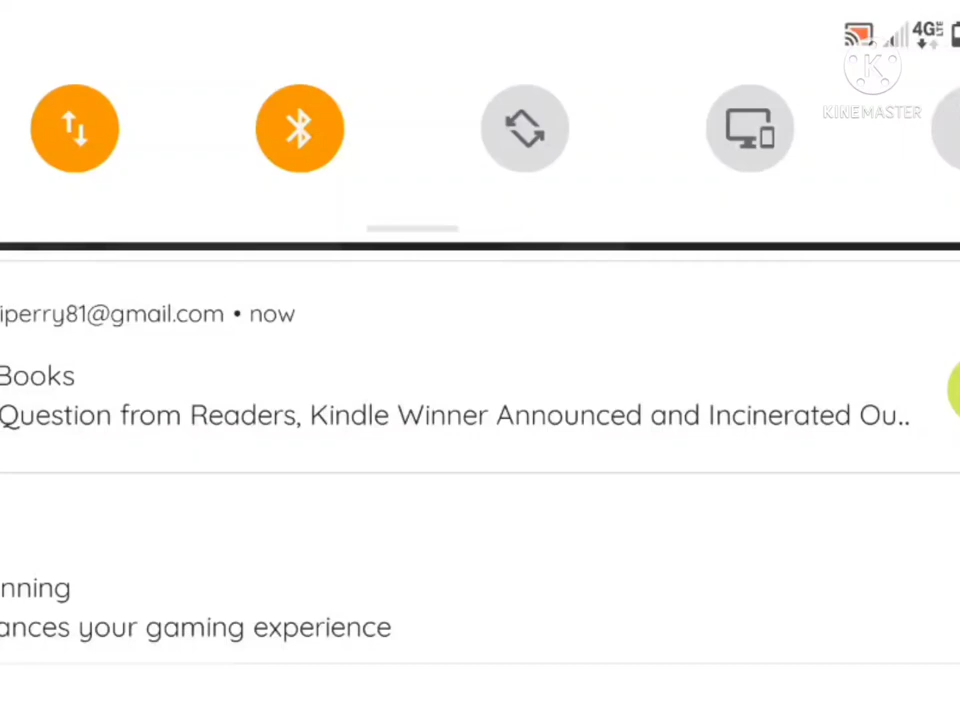 4G LTE
KINEMASTER
iperry81@gmail.com • now
Books
Question from Readers, Kindle Winner Announced and Incinerated Ou..
nning
ances your gaming experience